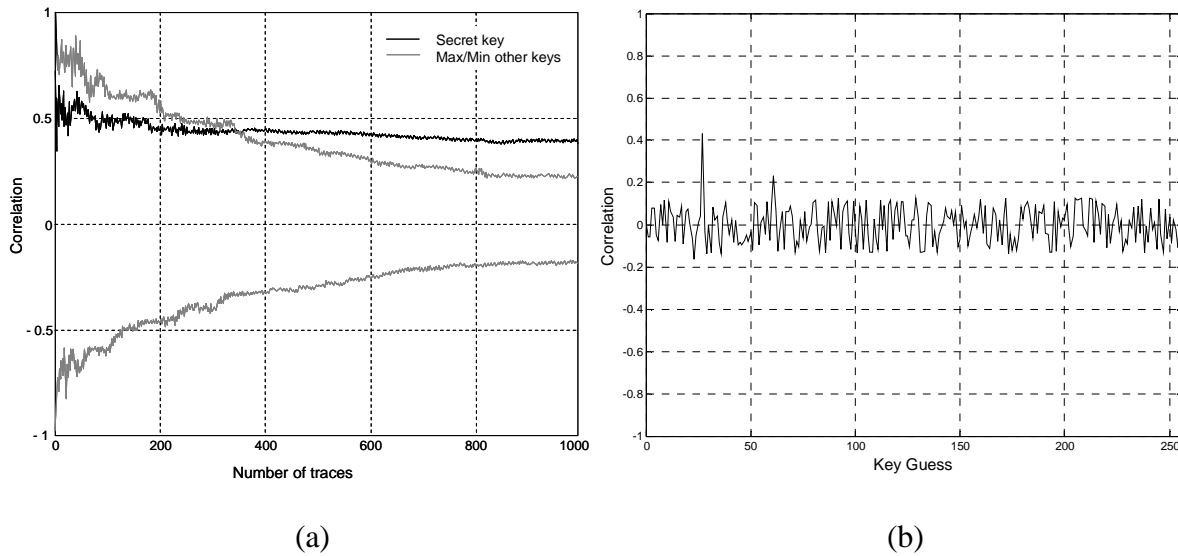 1
0.5
0
- 0.5
- 1
Correlation
0 200 400 600 800 1000
Number of traces
Secret key
Max/Min other keys
(a)
1
0.8
0.6
0.4
0.2
0
-0.2
-0.4
-0.6
-0.8
-1
Correlation
0 50 100 150 200 250
Key Guess
(b)